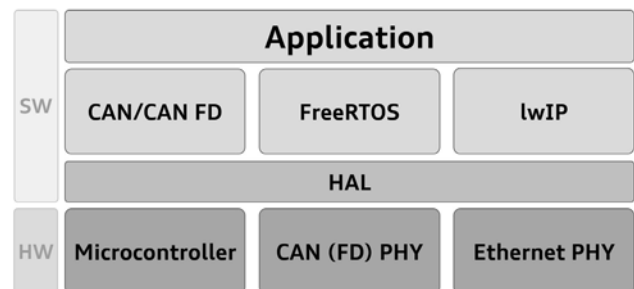 Application
SW
CAN/CAN FD
FreeRTOS
lwIP
HAL
HW
Microcontroller
CAN (FD) PHY
Ethernet PHY